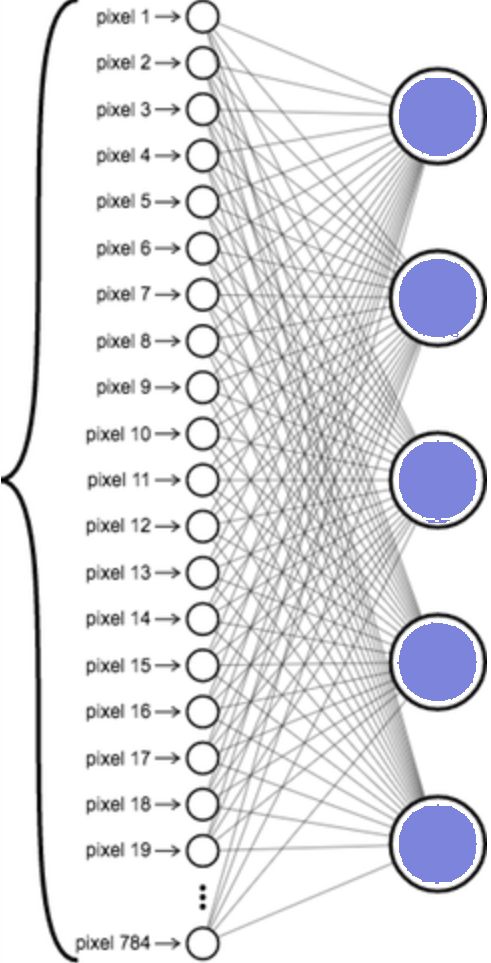 pixel 1
pixel 2
pixel 3
pixel 4
pixel 5
pixel 6
pixel 7
pixel 8
pixel 9
pixel 10
pixel 11
pixel 12
pixel 13
pixel 14
pixel 15
pixel 16
pixel 17
pixel 18
pixel 19
pixel 784